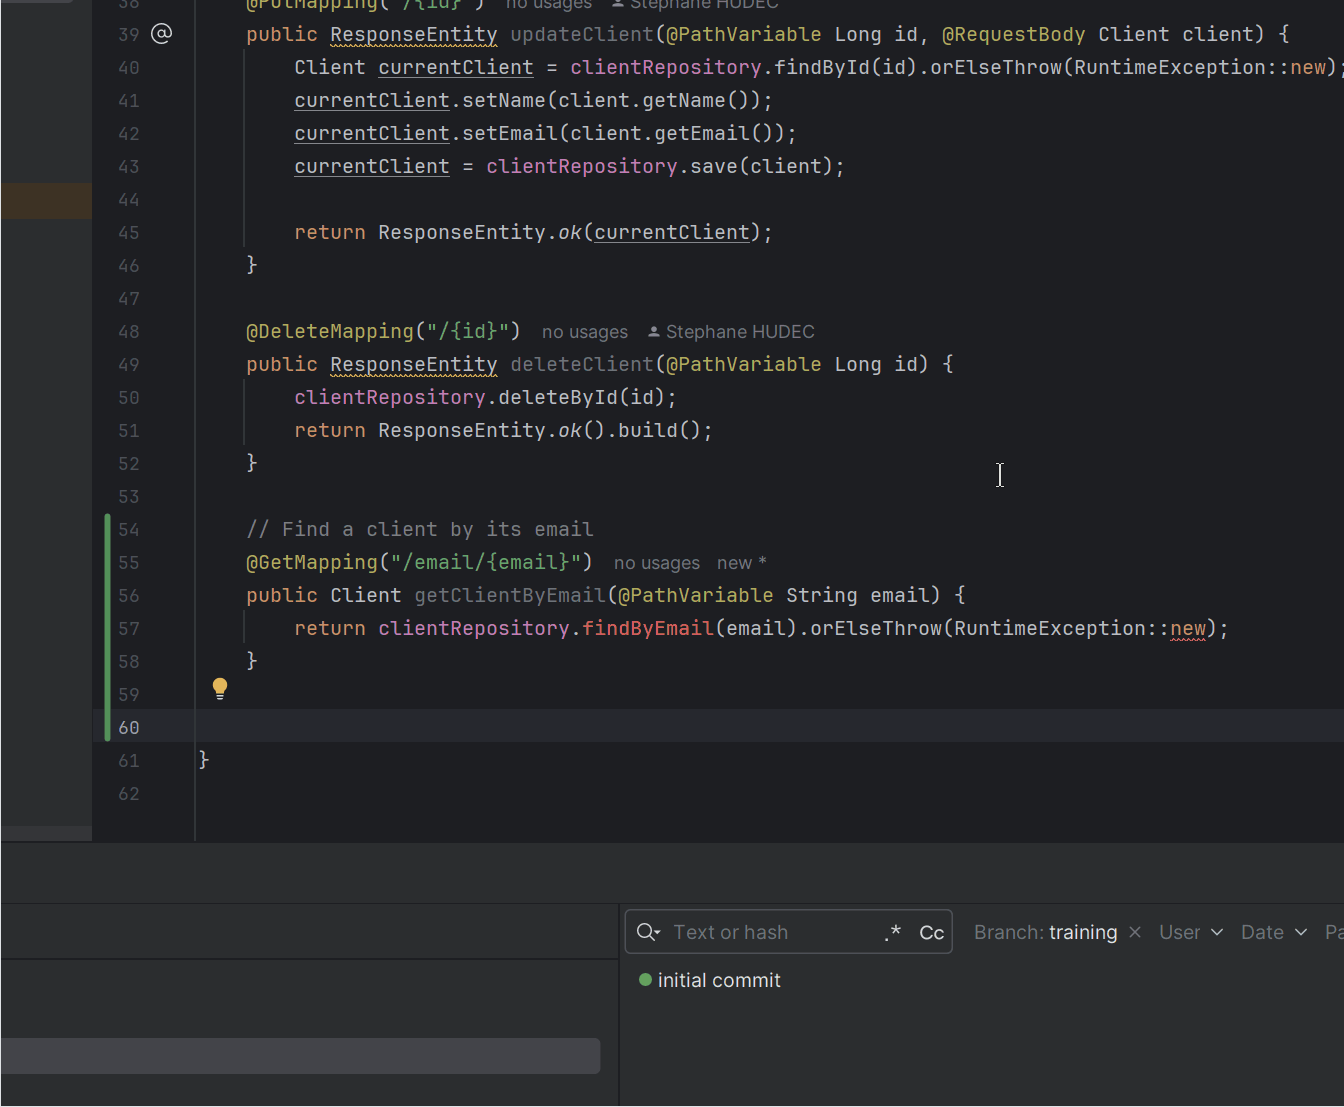 38 @PutMapping("/{id}") no usages Stephane HUDEC
39 @ public ResponseEntity updateClient(@PathVariable Long id, @RequestBody Client client) {
40 Client currentClient = clientRepository.findById(id).orElseThrow(RuntimeException::new);
41 currentClient.setName(client.getName());
42 currentClient.setEmail(client.getEmail());
43 currentClient = clientRepository.save(client);
44
45 return ResponseEntity.ok(currentClient);
46 }
47
48 @DeleteMapping("/{id}") no usages Stephane HUDEC
49 public ResponseEntity deleteClient(@PathVariable Long id) {
50 clientRepository.deleteById(id);
51 return ResponseEntity.ok().build();
52 }
53
54 // Find a client by its email
55 @GetMapping("/email/{email}") no usages new *
56 public Client getClientByEmail(@PathVariable String email) {
57 return clientRepository.findByEmail(email).orElseThrow(RuntimeException::new);
58 }
59
60
61 }
62
Text or hash .* Cc Branch: training × User Date Pa
initial commit